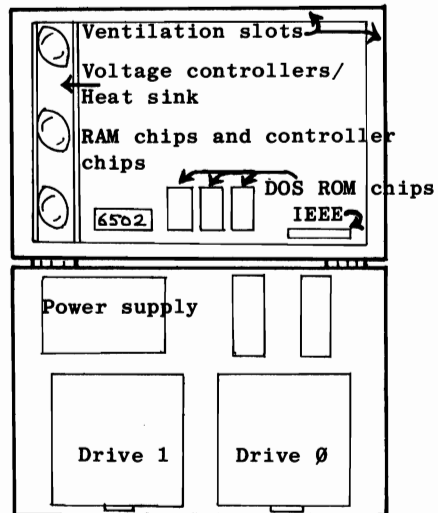 Ventilation slots
Voltage controllers/
Heat sink
RAM chips and controller
chips
DOS ROM chips
IEEE
6502
Power supply
Drive 1
Drive Ø